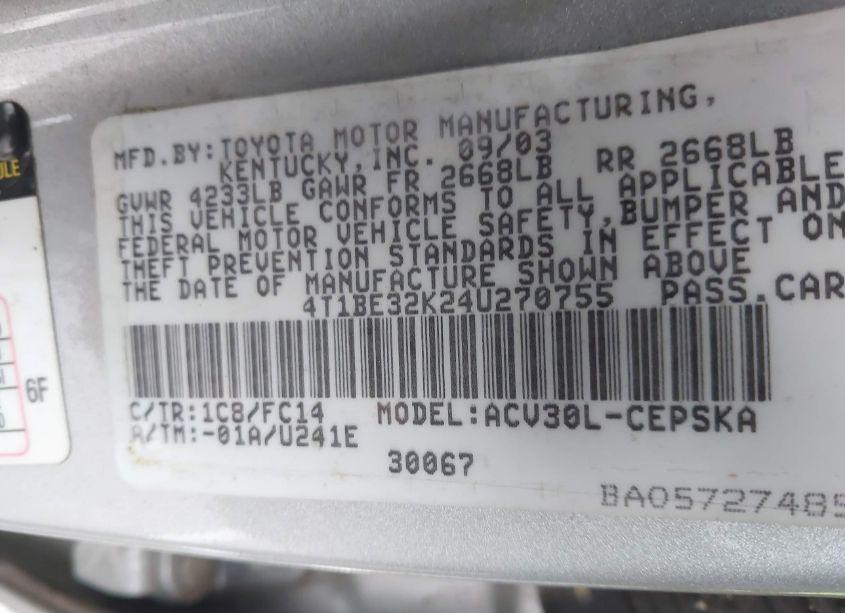 MFD.BY:TOYOTA MOTOR MANUFACTURING,
KENTUCKY,INC. 09/03
GVWR 4233LB GAWR FR 2668LB RR 2668LB
THIS VEHICLE CONFORMS TO ALL APPLICABLE
FEDERAL MOTOR VEHICLE SAFETY,BUMPER AND
THEFT PREVENTION STANDARDS IN EFFECT ON
THE DATE OF MANUFACTURE SHOWN ABOVE
4T1BE32K24U270755 PASS.CAR
C/TR:1C8/FC14 MODEL:ACV30L-CEPSKA
A/TM:-01A/U241E
30067
BA05727485
6F